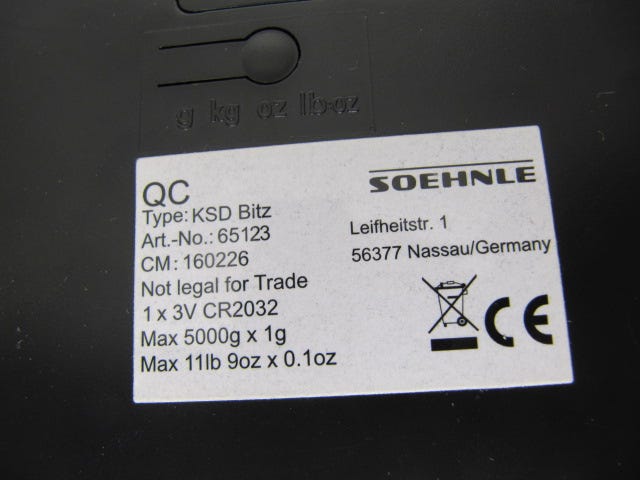 g kg oz lb:oz
QC
Type: KSD Bitz
Art.-No.: 65123
CM: 160226
Not legal for Trade
1 x 3V CR2032
Max 5000g x 1g
Max 11lb 9oz x 0.1oz
SOEHNLE
Leifheitstr. 1
56377 Nassau/Germany
CE